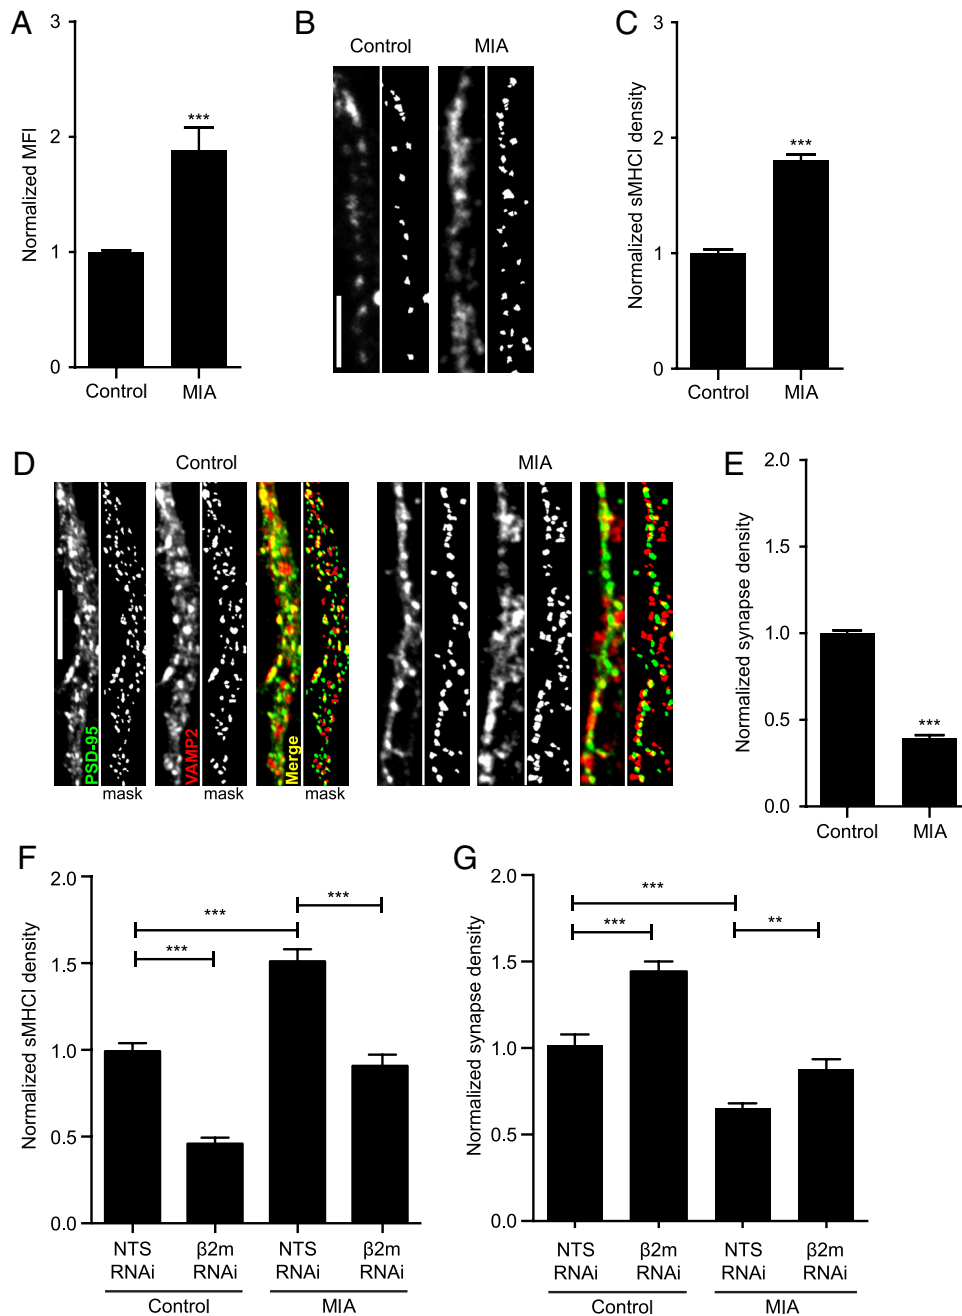 A
Normalized MFI
3
2
1
0
***
Control
MIA
B
Control
MIA
C
Normalized sMHCI density
3
2
1
0
***
Control
MIA
D
Control
MIA
PSD-95
VAMP2
Merge
mask
mask
mask
E
Normalized synapse density
2.0
1.5
1.0
0.5
0.0
***
Control
MIA
F
Normalized sMHCI density
2.0
1.5
1.0
0.5
0.0
***
***
***
NTS RNAi
β2m RNAi
NTS RNAi
β2m RNAi
Control
MIA
G
Normalized synapse density
2.0
1.5
1.0
0.5
0.0
***
***
**
NTS RNAi
β2m RNAi
NTS RNAi
β2m RNAi
Control
MIA